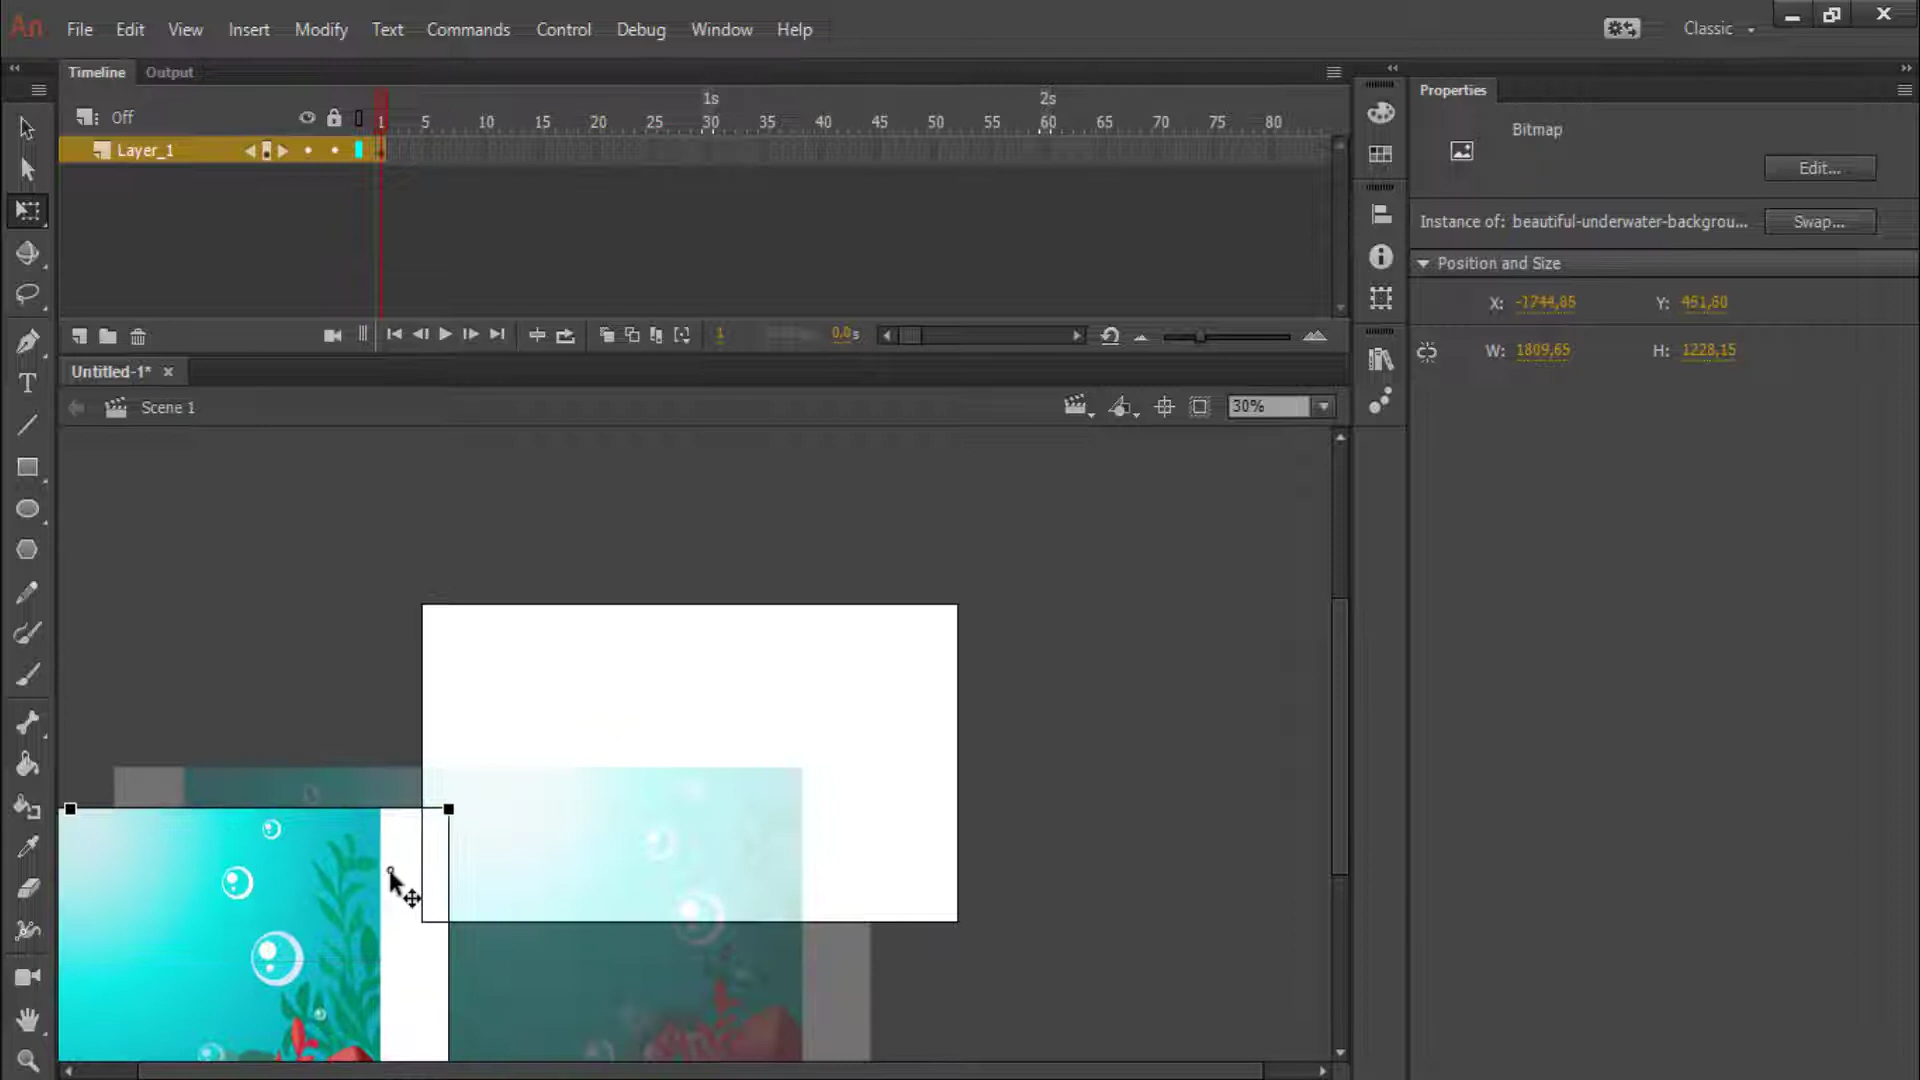 An File Edit View Insert Modify Text Commands Control Debug Window Help Classic
Timeline Output
Properties
Off
1s 2s
1 5 10 15 20 25 30 35 40 45 50 55 60 65 70 75 80
Layer_1
Bitmap
Edit...
Instance of: beautiful-underwater-backgrou... Swap...
Position and Size
X: -1744,85 Y: 451,60
W: 1809,65 H: 1228,15
1 0.0s
Untitled-1* ×
Scene 1
30%
T